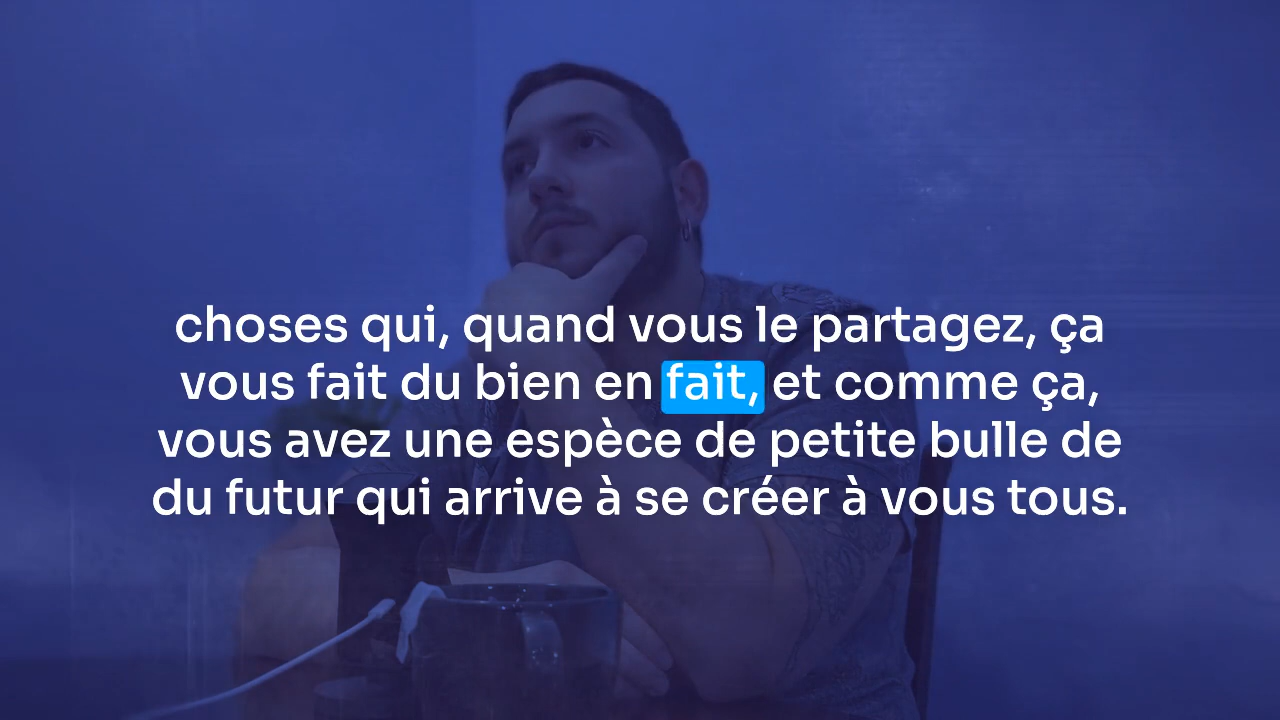 choses qui, quand vous le partagez, ça
vous fait du bien en fait, et comme ça,
vous avez une espèce de petite bulle de
du futur qui arrive à se créer à vous tous.